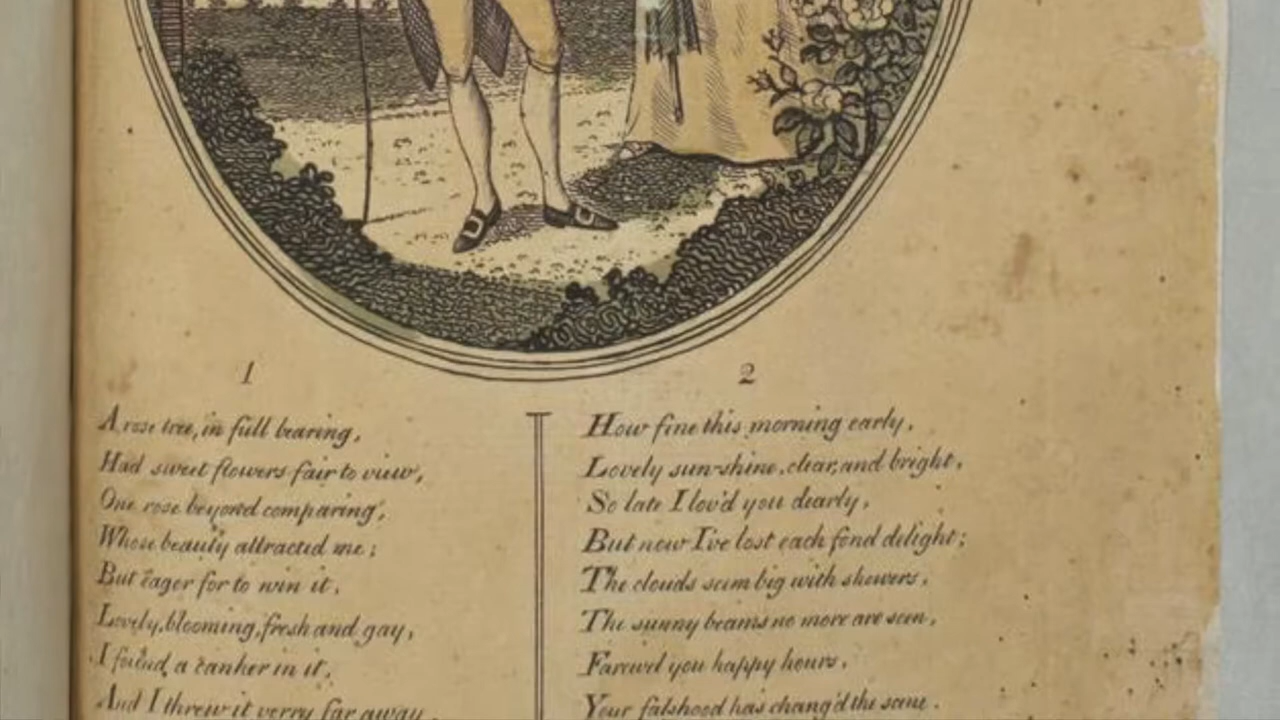 1
A rose tree, in full bearing,
Had sweet flowers fair to view,
One rose beyond comparing,
Whose beauty attracted me;
But eager for to win it,
Lovely, blooming, fresh and gay,
I found a canker in it,
And I threw it verry far away.
2
How fine this morning early,
Lovely sun-shine, clear, and bright,
So late I lov'd you dearly,
But now I've lost each fond delight;
The clouds seem big with showers,
The sunny beams no more are seen,
Farewel you happy hours,
Your falshood has chang'd the scene.